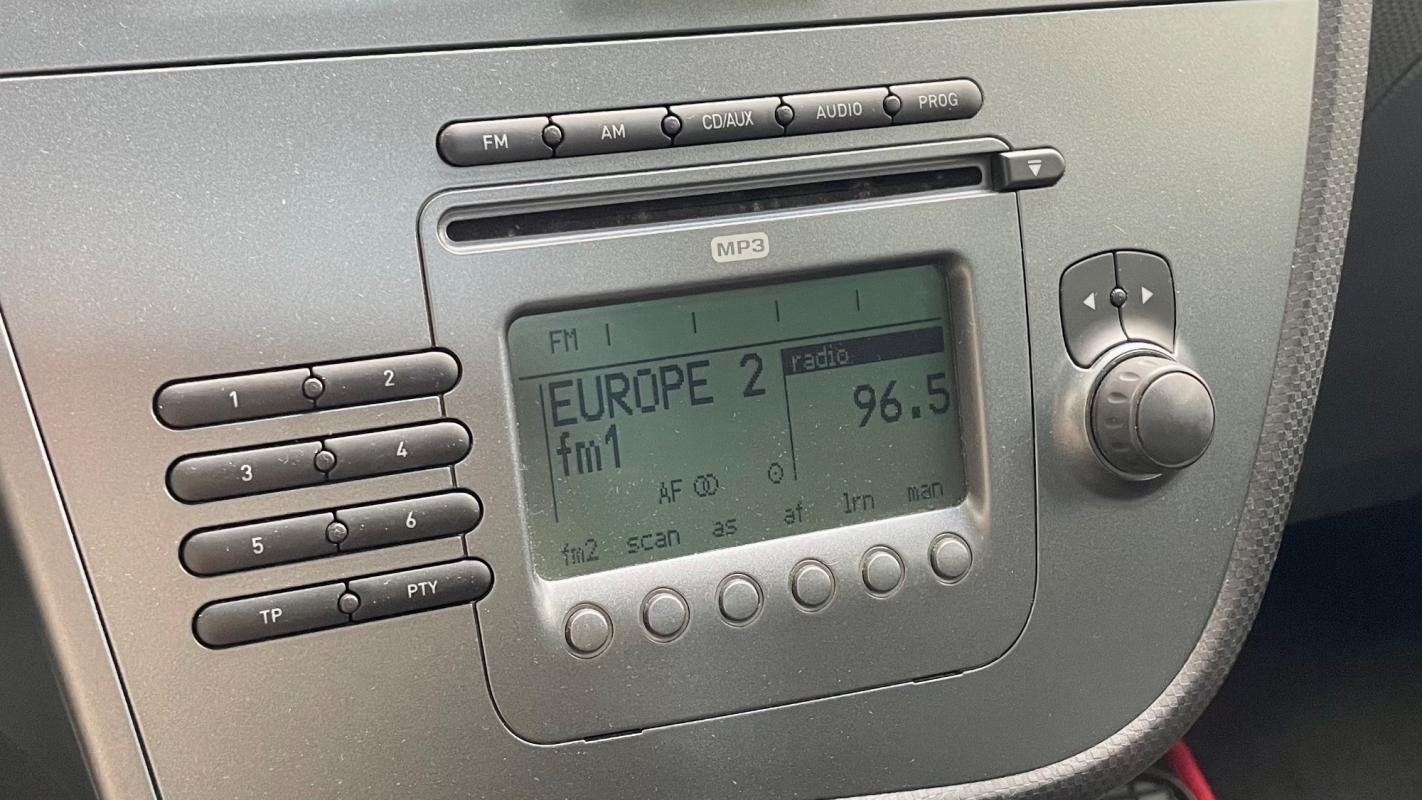 FM AM CD/AUX AUDIO PROG
MP3
FM
EUROPE 2
radio
96.5
fm1
AF
fm2 scan as af lrn man
1 2
3 4
5 6
TP PTY